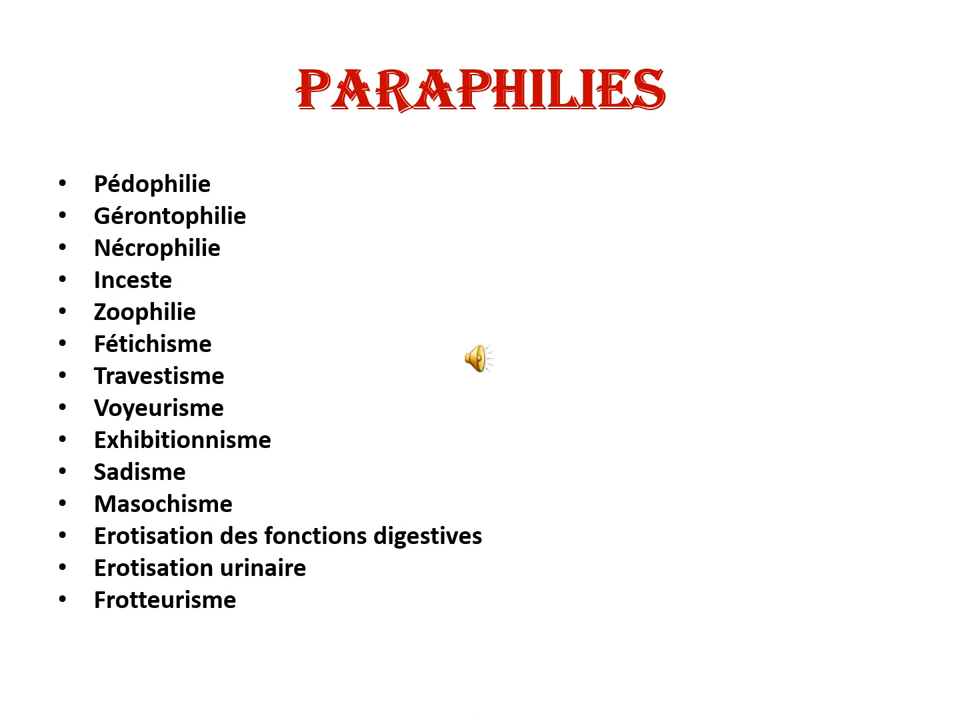 PARAPHILIES
• Pédophilie
• Gérontophilie
• Nécrophilie
• Inceste
• Zoophilie
• Fétichisme
• Travestisme
• Voyeurisme
• Exhibitionnisme
• Sadisme
• Masochisme
• Erotisation des fonctions digestives
• Erotisation urinaire
• Frotteurisme